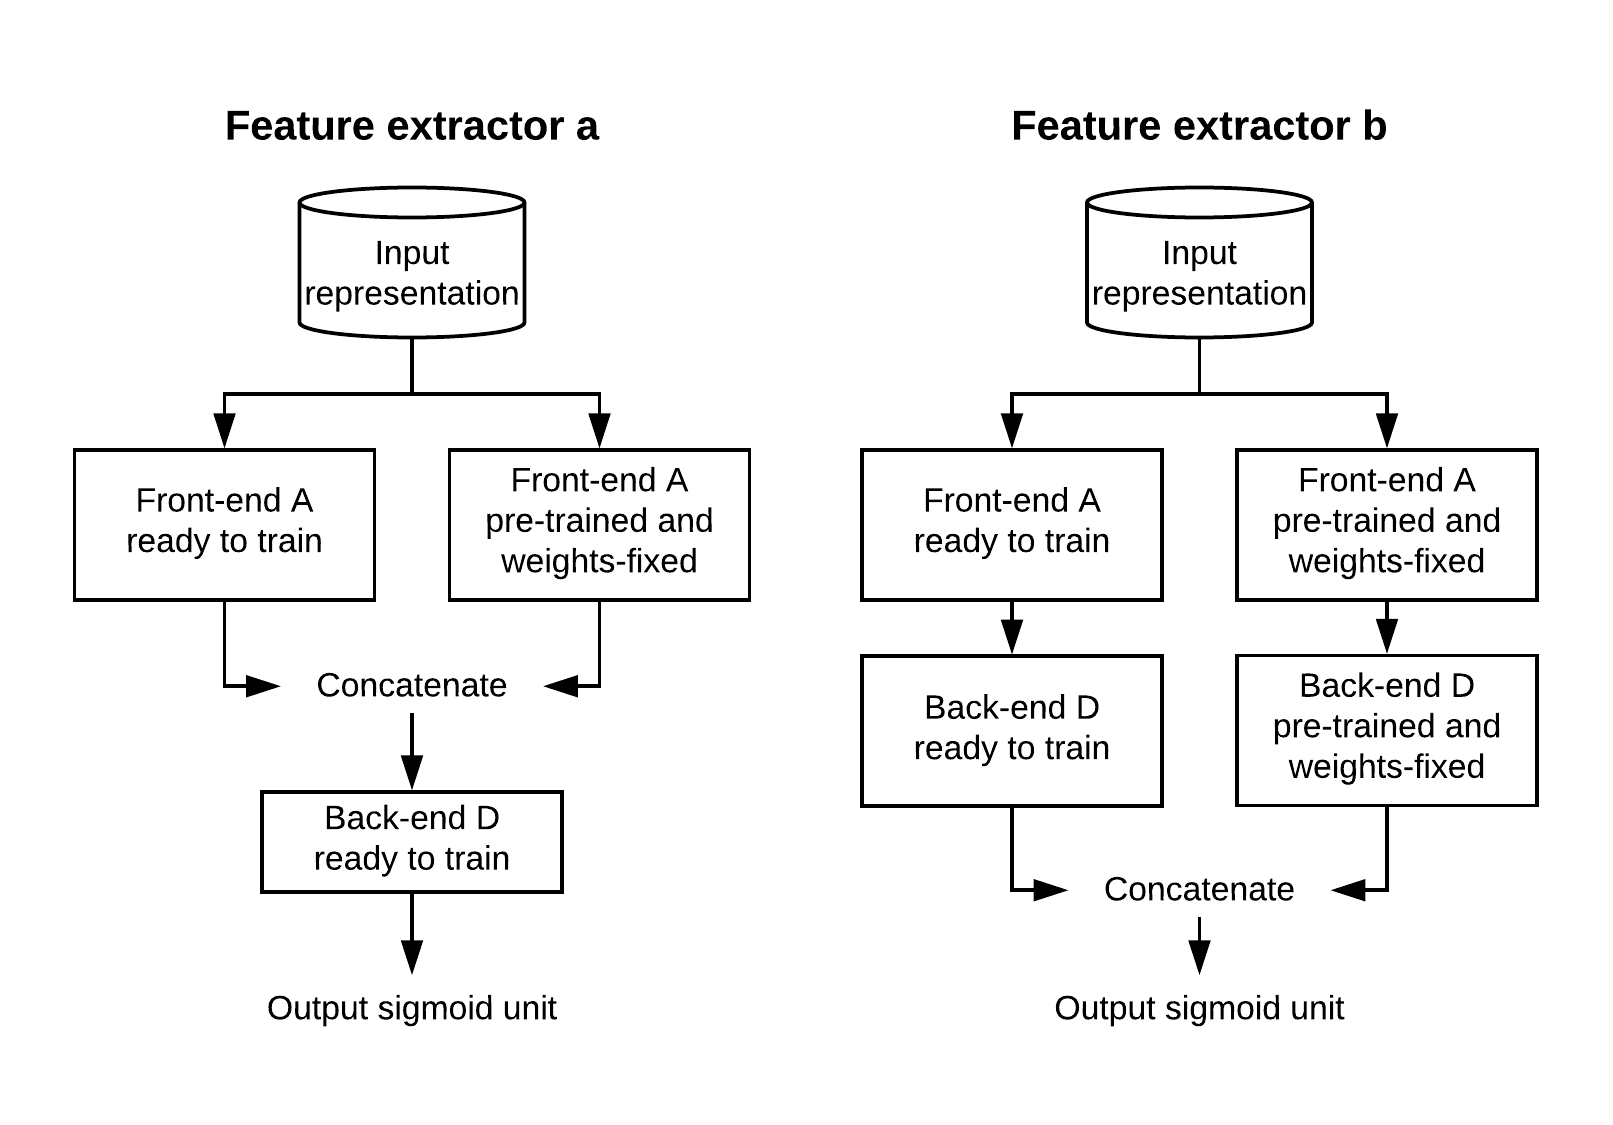 Feature extractor a
Input
representation
Front-end A
ready to train
Front-end A
pre-trained and
weights-fixed
Concatenate
Back-end D
ready to train
Output sigmoid unit
Feature extractor b
Input
representation
Front-end A
ready to train
Front-end A
pre-trained and
weights-fixed
Back-end D
ready to train
Back-end D
pre-trained and
weights-fixed
Concatenate
Output sigmoid unit